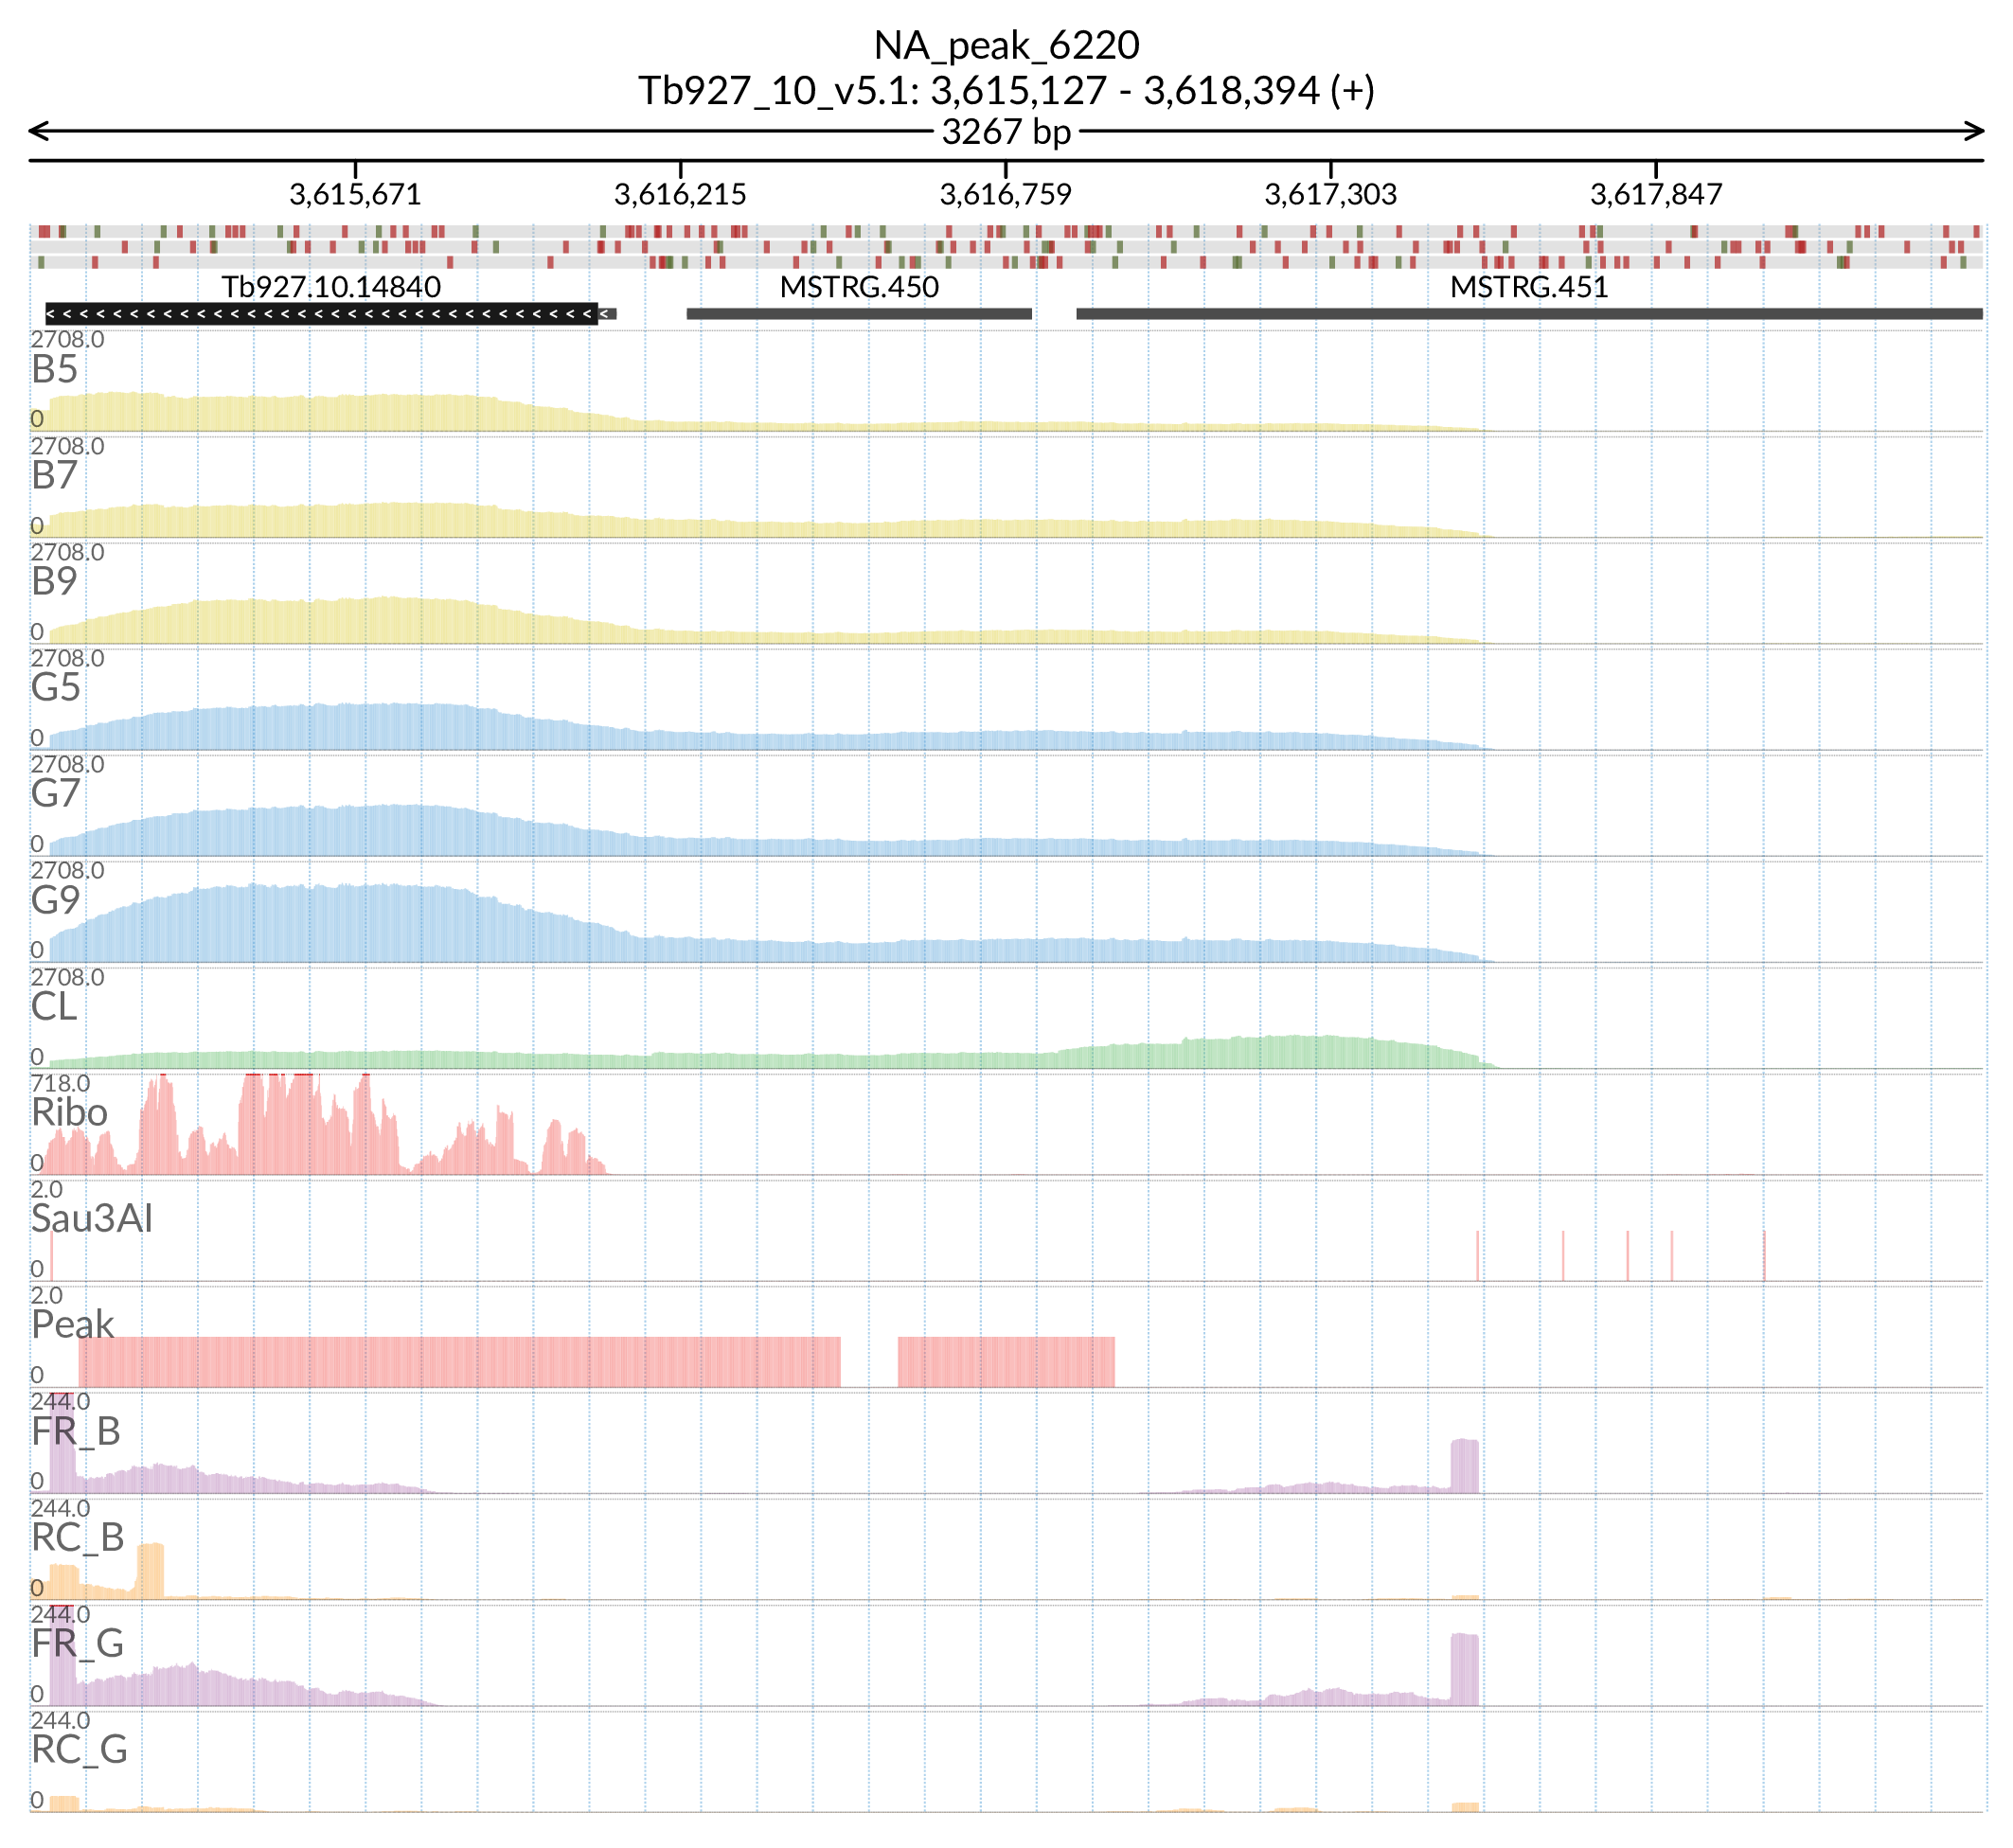 NA_peak_6220
Tb927_10_v5.1: 3,615,127 - 3,618,394 (+)
3267 bp
3,615,671 3,616,215 3,616,759 3,617,303 3,617,847
Tb927.10.14840 MSTRG.450 MSTRG.451
2708.0
B5
0
2708.0
B7
0
2708.0
B9
0
2708.0
G5
0
2708.0
G7
0
2708.0
G9
0
2708.0
CL
0
718.0
Ribo
0
2.0
Sau3AI
0
2.0
Peak
0
244.0
FR_B
0
244.0
RC_B
0
244.0
FR_G
0
244.0
RC_G
0